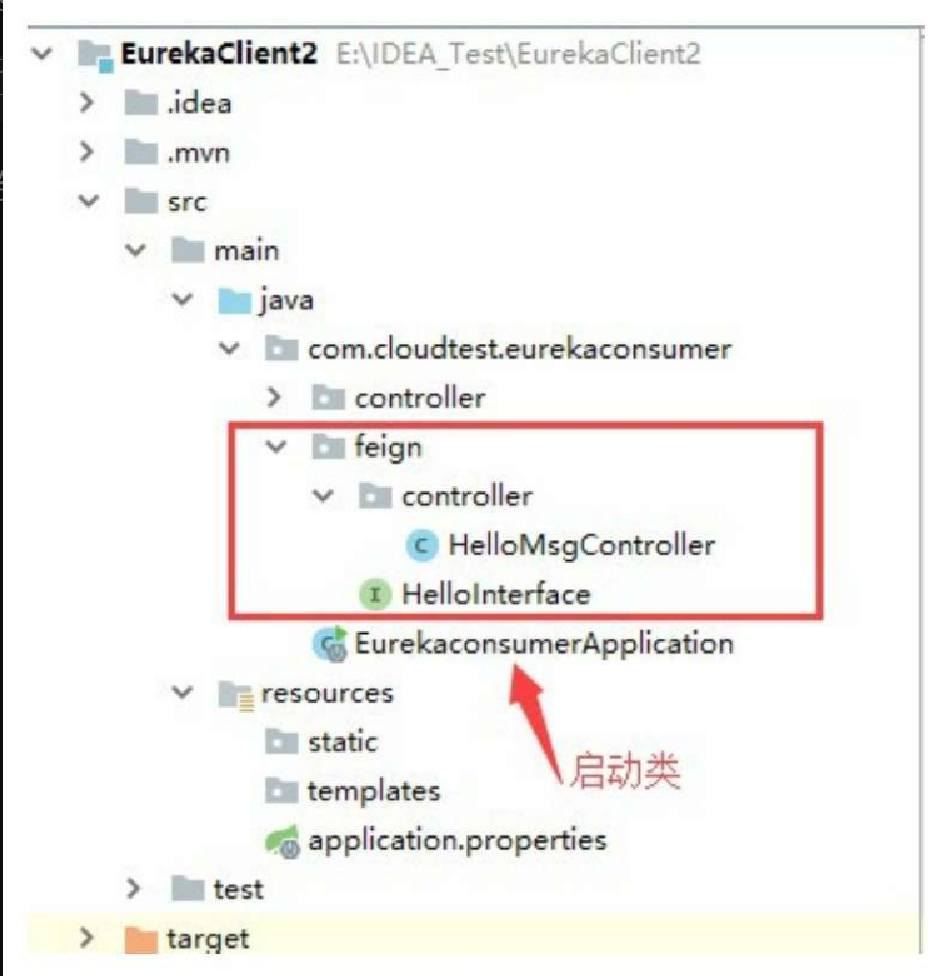 EurekaClient2 E:\IDEA_Test\EurekaClient2
.idea
.mvn
src
main
java
com.cloudtest.eurekaconsumer
controller
feign
controller
C HelloMsgController
I HelloInterface
EurekaconsumerApplication
resources
static
启动类
templates
application.properties
test
target